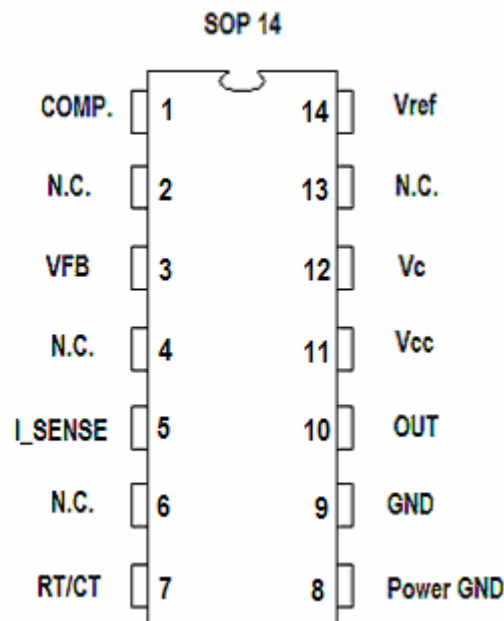 SOP 14
COMP. 1 14 Vref
N.C. 2 13 N.C.
VFB 3 12 Vc
N.C. 4 11 Vcc
I_SENSE 5 10 OUT
N.C. 6 9 GND
RT/CT 7 8 Power GND